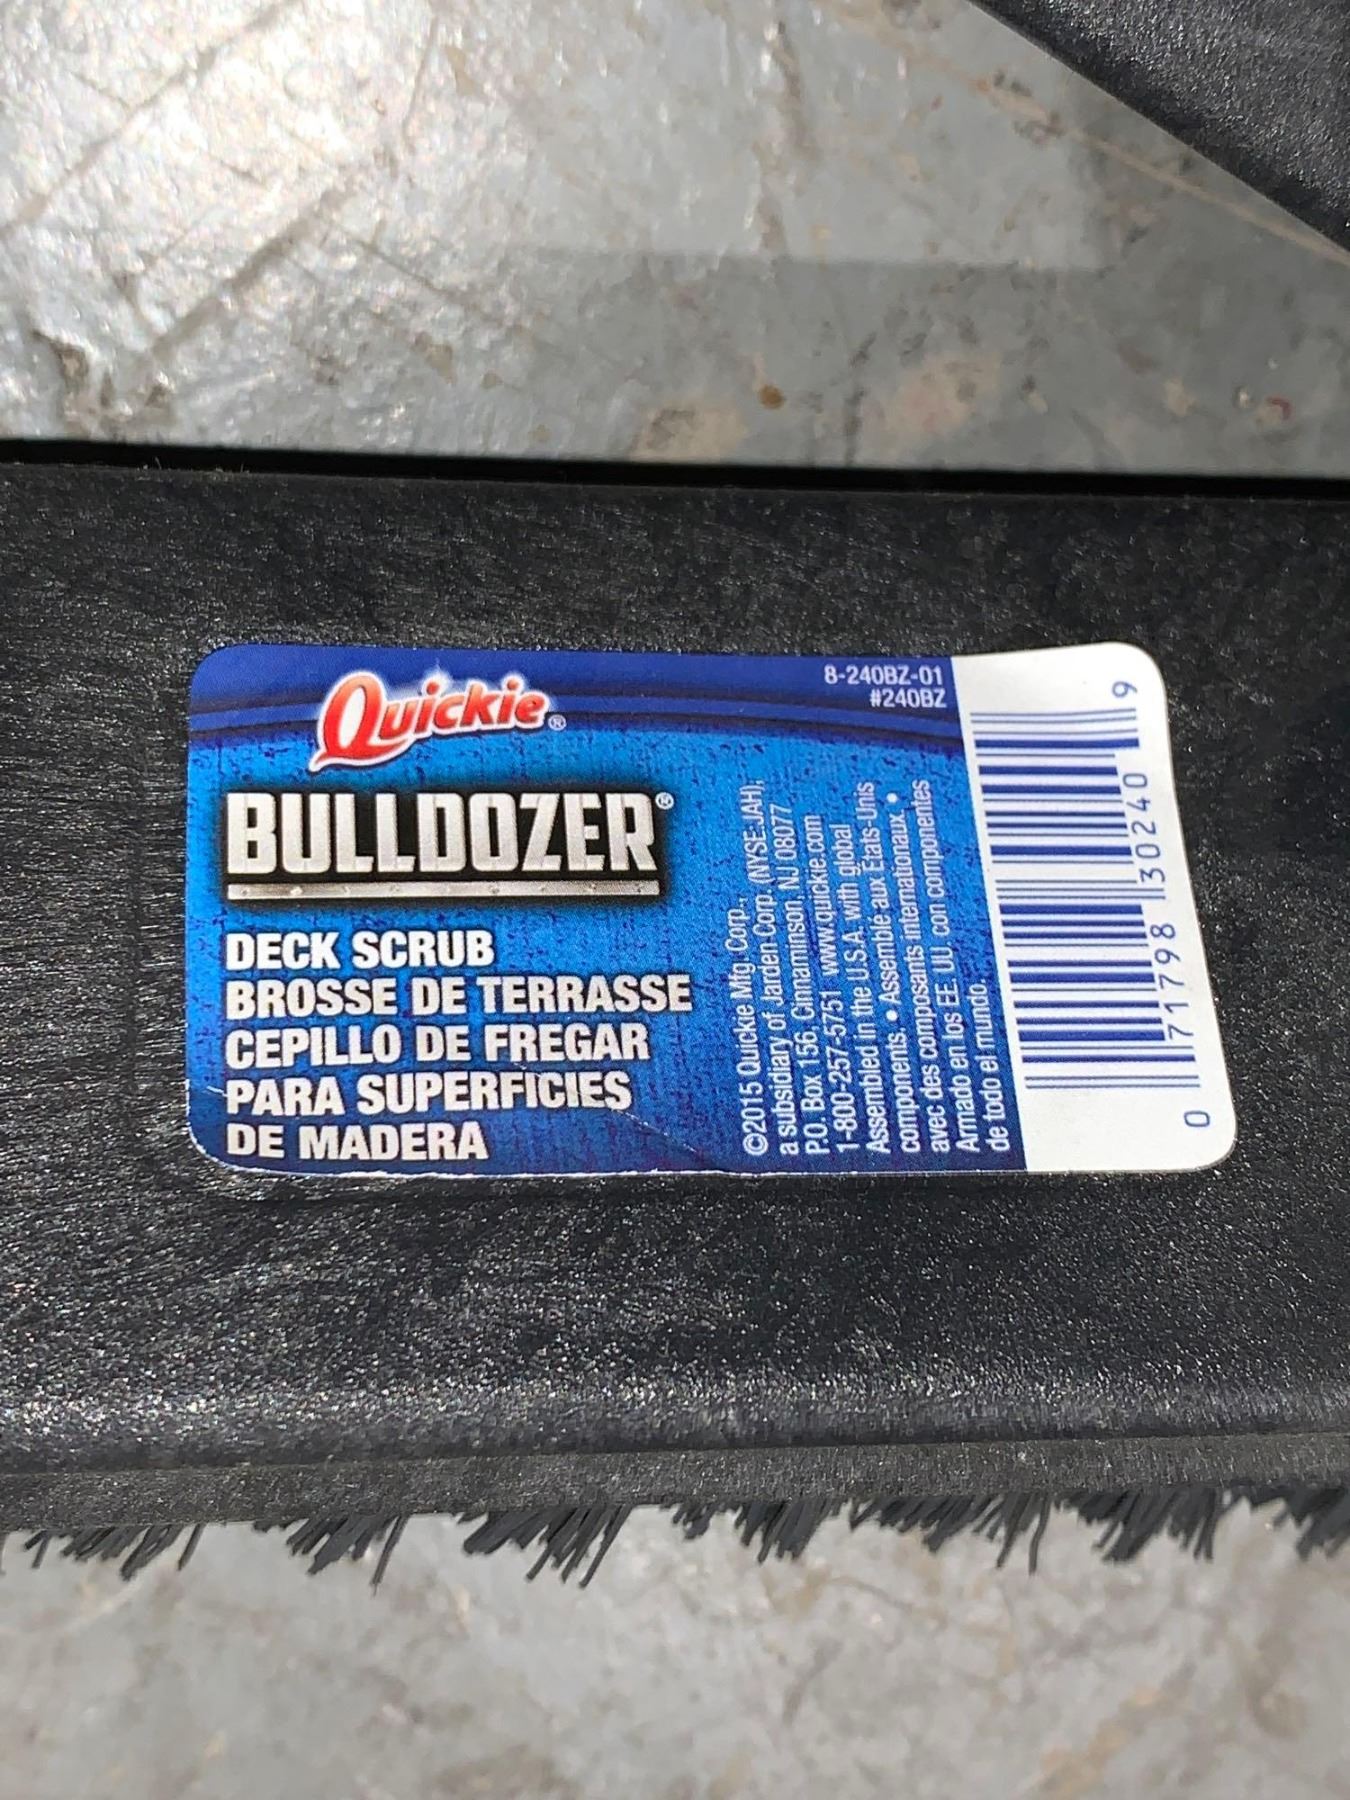 Quickie®
8-240BZ-01
#240BZ
BULLDOZER®
DECK SCRUB
BROSSE DE TERRASSE
CEPILLO DE FREGAR
PARA SUPERFICIES
DE MADERA
©2015 Quickie Mfg. Corp.
a subsidiary of Jarden Corp. (NYSE:JAH),
P.O. Box 156, Cinnaminson, NJ 08077
1-800-257-5751 www.quickie.com
Assembled in the U.S.A. with global
components. • Assemblé aux États-Unis
avec des composants internationaux. •
Armado en los EE. UU. con componentes
de todo el mundo.
0 71798 30240 9